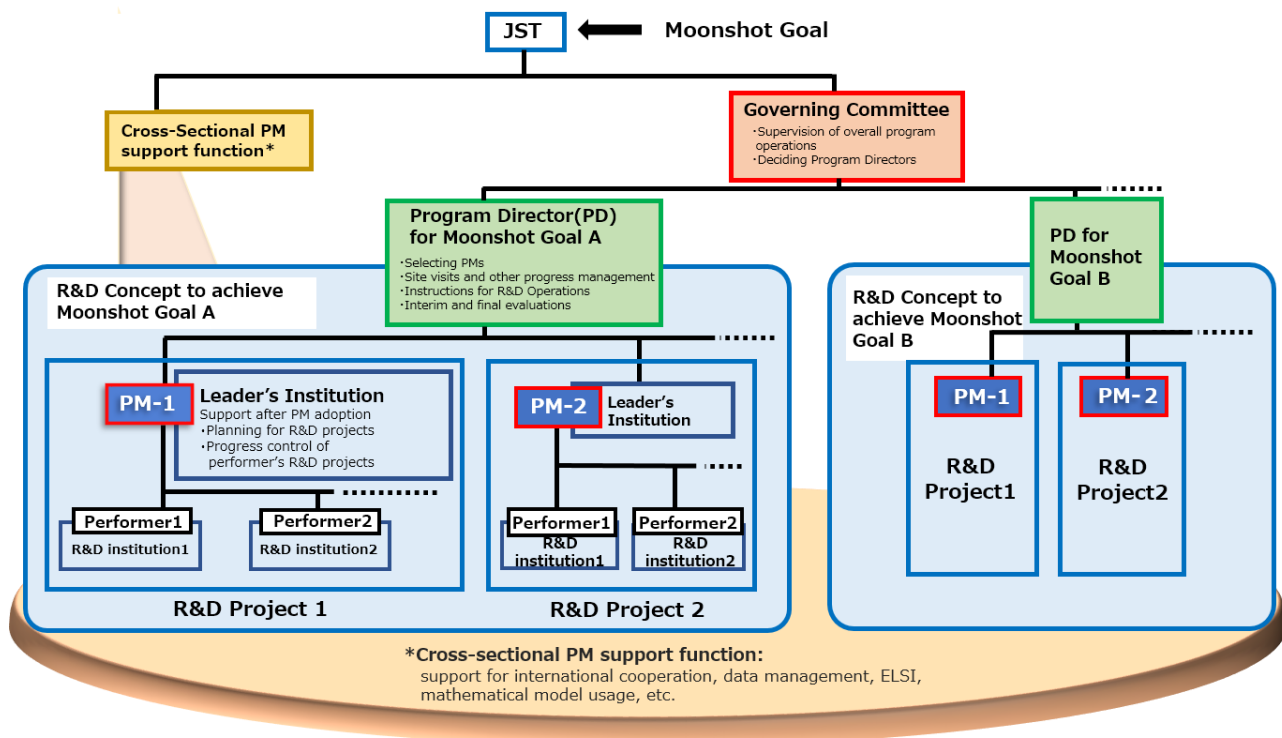 JST
Moonshot Goal
Cross-Sectional PM
support function*
Governing Committee
・Supervision of overall program
operations
・Deciding Program Directors
Program Director(PD)
for Moonshot Goal A
・Selecting PMs
・Site visits and other progress management
・Instructions for R&D Operations
・Interim and final evaluations
PD for
Moonshot
Goal B
R&D Concept to achieve
Moonshot Goal A
R&D Concept to
achieve Moonshot
Goal B
PM-1
Leader's Institution
Support after PM adoption
・Planning for R&D projects
・Progress control of
performer's R&D projects
PM-2
Leader's
Institution
PM-1
PM-2
R&D
Project1
R&D
Project2
Performer1
R&D institution1
Performer2
R&D institution2
Performer1
R&D
institution1
Performer2
R&D
institution2
R&D Project 1
R&D Project 2
*Cross-sectional PM support function:
support for international cooperation, data management, ELSI,
mathematical model usage, etc.